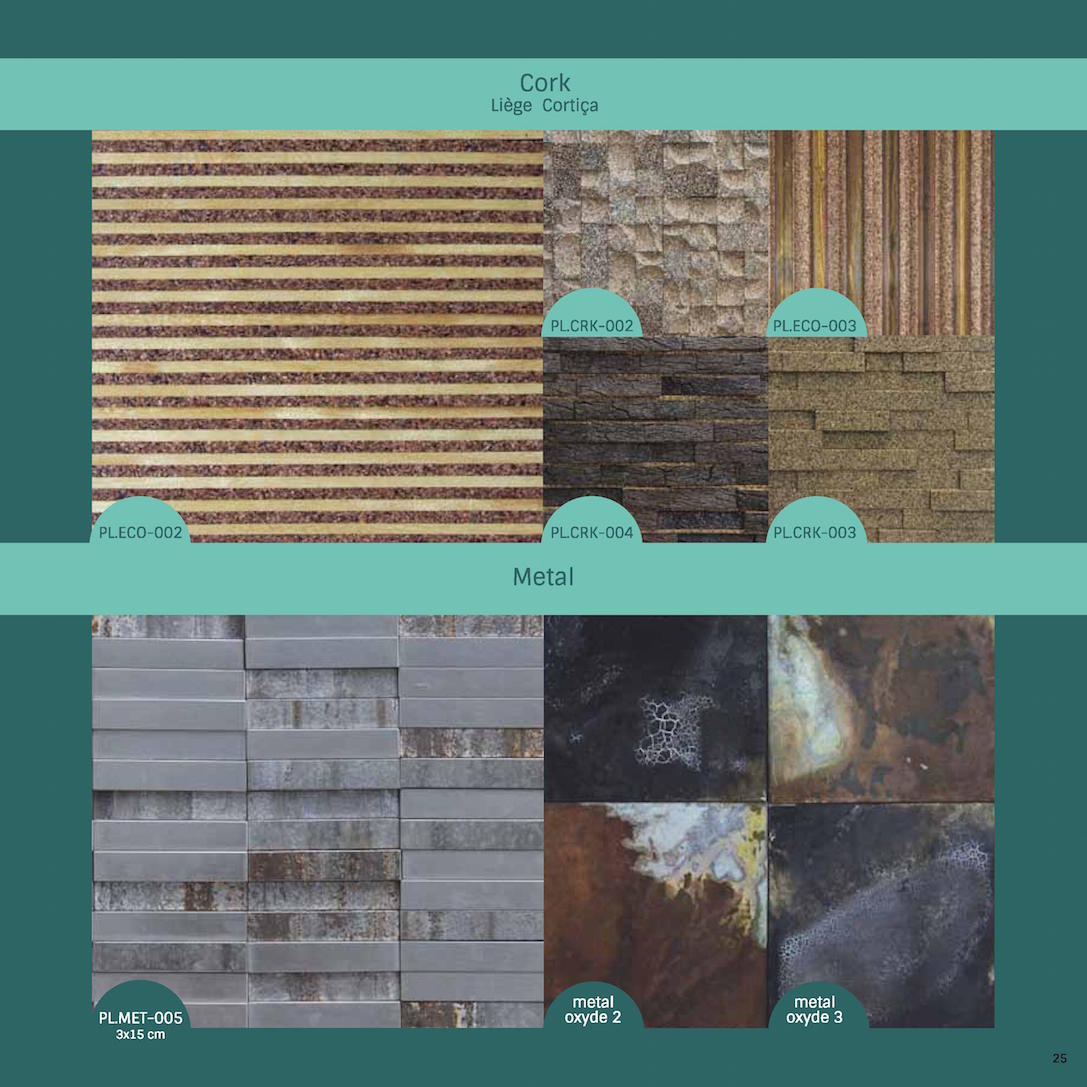 Cork
Liège Cortiça
PL.CRK-002
PL.ECO-003
PL.ECO-002
PL.CRK-004
PL.CRK-003
Metal
PL.MET-005
3x15 cm
metal
oxyde 2
metal
oxyde 3
25